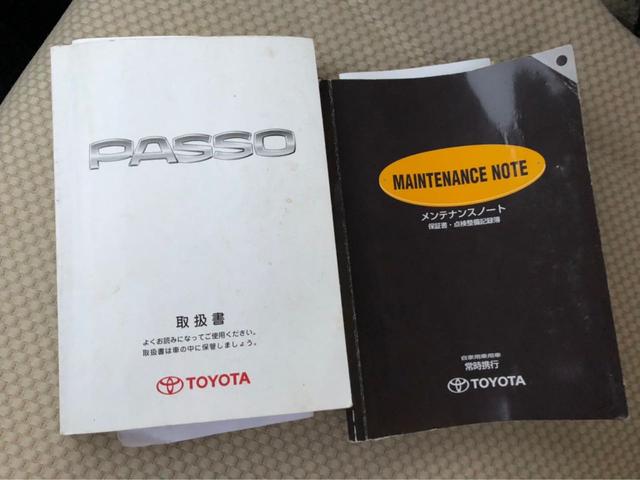 PASSO
取扱書
よくお読みになってご使用ください。
取扱書は車の中に保管しましょう。
TOYOTA
MAINTENANCE NOTE
メンテナンスノート
保証書・点検整備記録簿
自家用乗用車
常時携行
TOYOTA